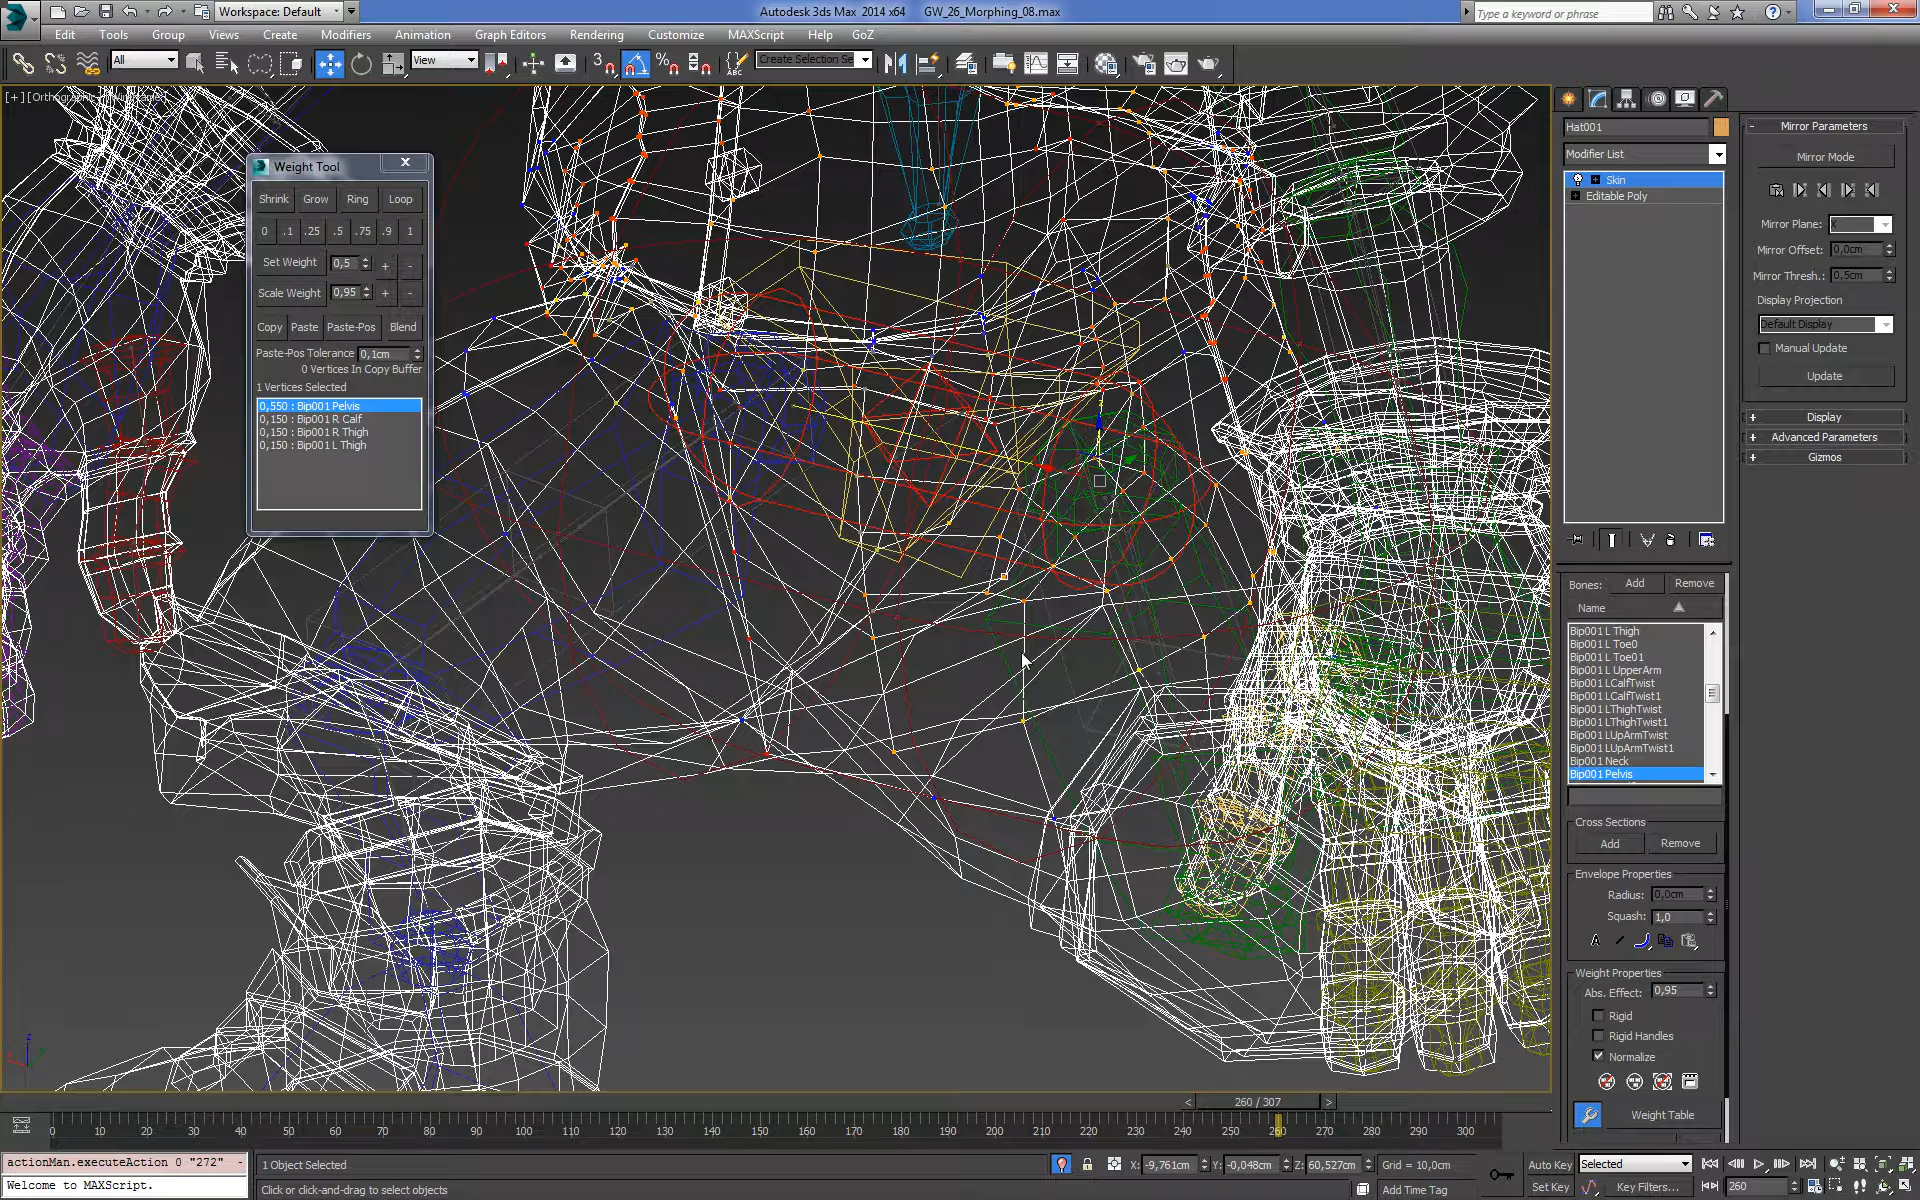 Workspace: Default
Autodesk 3ds Max 2014 x64 GW_26_Morphing_08.max
Type a keyword or phrase
Edit Tools Group Views Create Modifiers Animation Graph Editors Rendering Customize MAXScript Help GoZ
All
View
3
Create Selection Se
[+] [Orthographic
Weight Tool
Shrink Grow Ring Loop
0 .1 .25 .5 .75 .9 1
Set Weight 0,5 + -
Scale Weight 0,95 + -
Copy Paste Paste-Pos Blend
Paste-Pos Tolerance 0,1cm
0 Vertices In Copy Buffer
1 Vertices Selected
0,550 : Bip001 Pelvis
0,150 : Bip001 R Calf
0,150 : Bip001 R Thigh
0,150 : Bip001 L Thigh
Hat001
Modifier List
Skin
Editable Poly
Bones: Add Remove
Name
Bip001 L Thigh
Bip001 L Toe0
Bip001 L Toe01
Bip001 L UpperArm
Bip001 LCalfTwist
Bip001 LCalfTwist1
Bip001 LThighTwist
Bip001 LThighTwist1
Bip001 LUpArmTwist
Bip001 LUpArmTwist1
Bip001 Neck
Bip001 Pelvis
Cross Sections
Add Remove
Envelope Properties
Radius: 0,0cm
Squash: 1,0
Weight Properties
Abs. Effect: 0,95
Rigid
Rigid Handles
Normalize
Weight Table
- Mirror Parameters
Mirror Mode
Mirror Plane: X
Mirror Offset: 0,0cm
Mirror Thresh.: 0,5cm
Display Projection
Default Display
Manual Update
Update
+ Display
+ Advanced Parameters
+ Gizmos
< 260 / 307 >
0 10 20 30 40 50 60 70 80 90 100 110 120 130 140 150 160 170 180 190 200 210 220 230 240 250 260 270 280 290 300
actionMan.executeAction 0 "272" -
Welcome to MAXScript.
1 Object Selected
Click or click-and-drag to select objects
X: -9,761cm Y: -0,048cm Z: 60,527cm Grid = 10,0cm
Add Time Tag
Auto Key Selected
Set Key Key Filters...
260